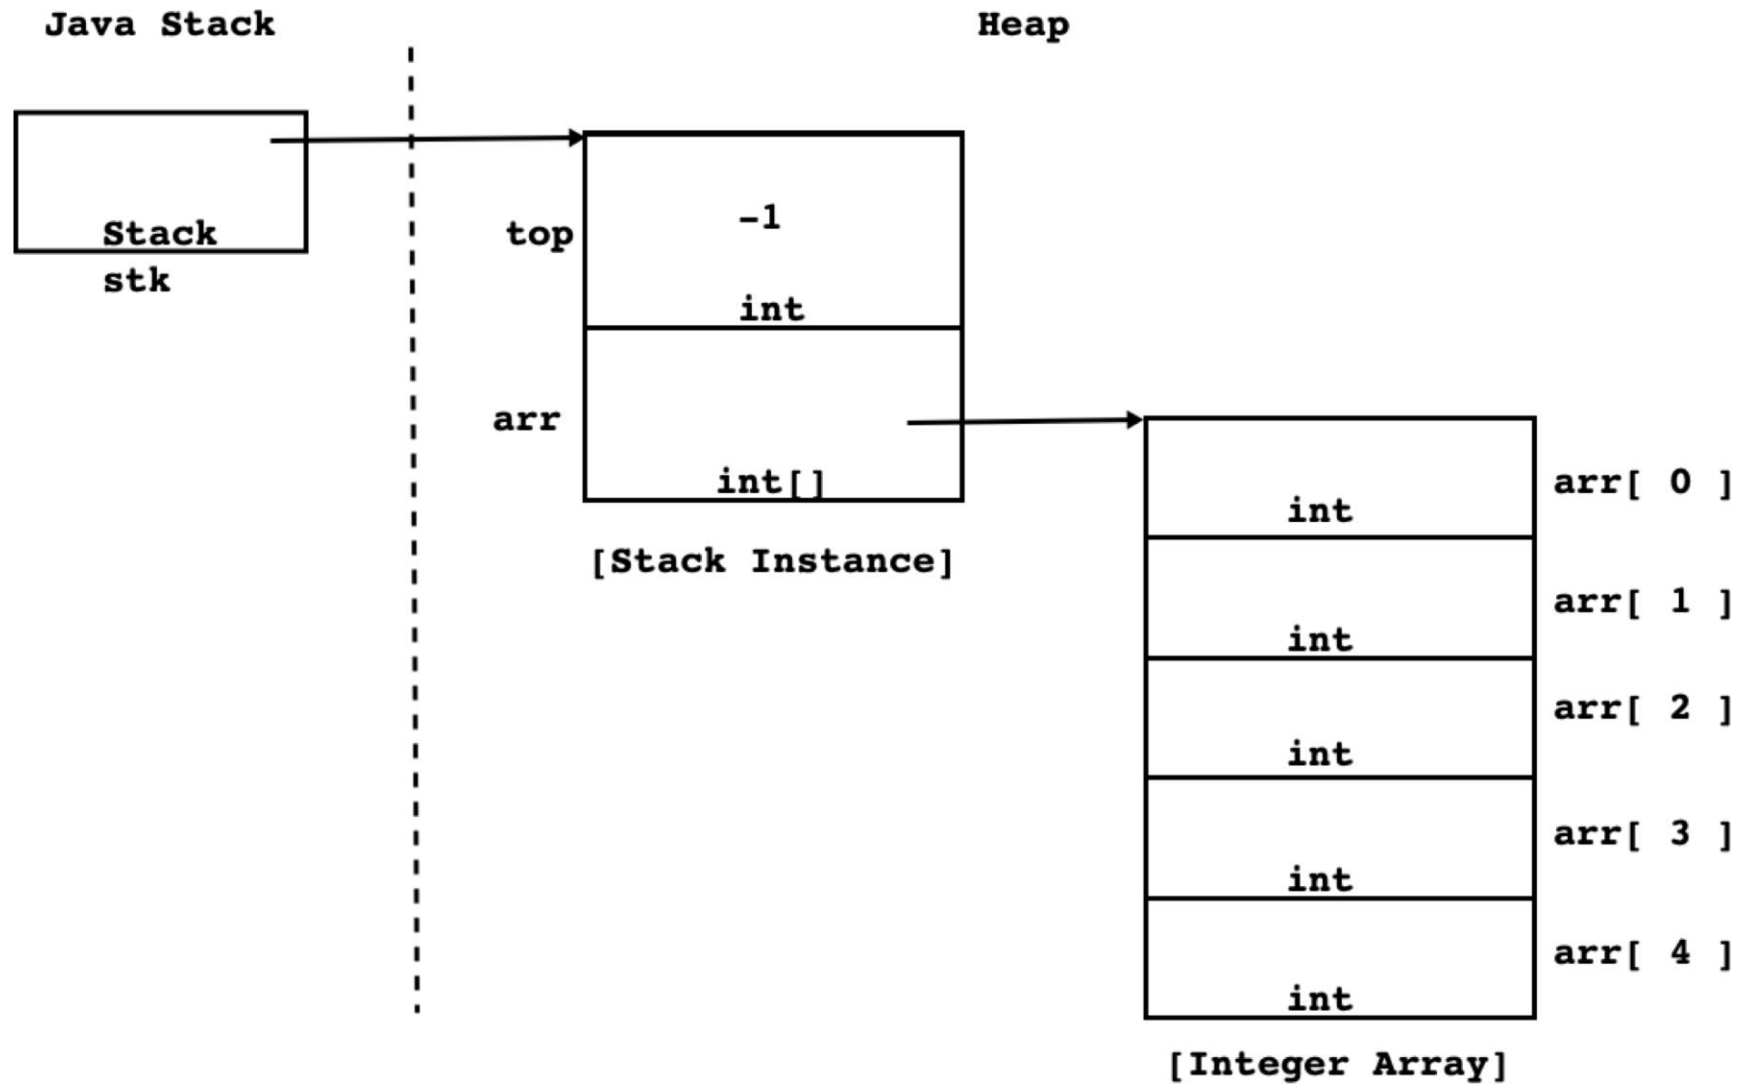 Java Stack
Heap
Stack
stk
top
-1
int
arr
int[]
[Stack Instance]
int
arr[ 0 ]
int
arr[ 1 ]
int
arr[ 2 ]
int
arr[ 3 ]
int
arr[ 4 ]
[Integer Array]